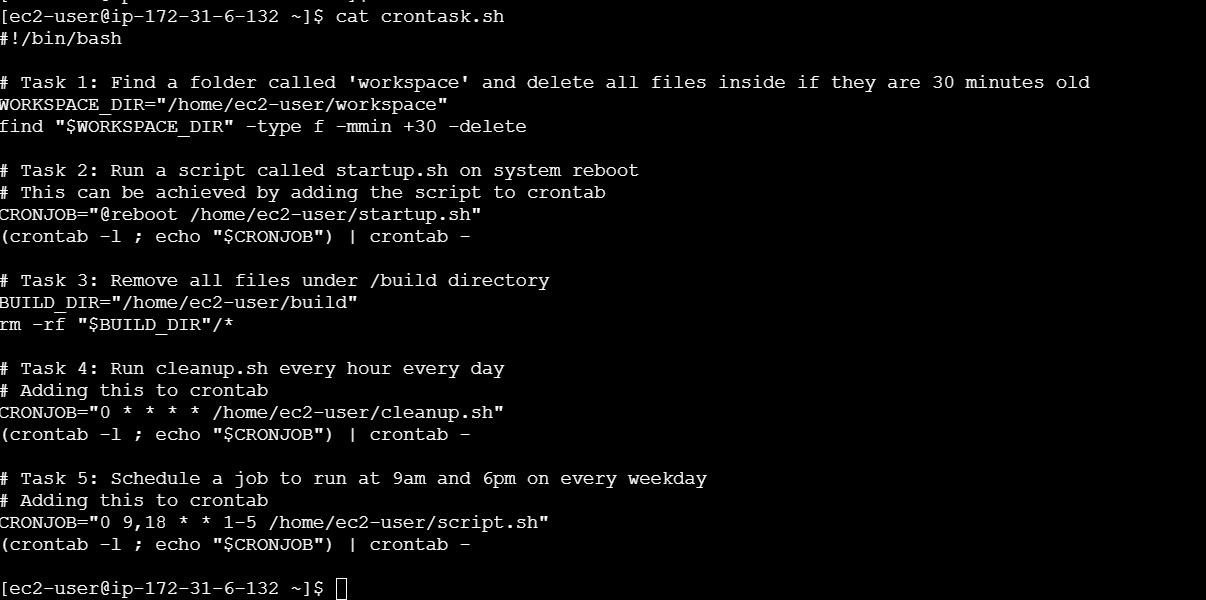 [ec2-user@ip-172-31-6-132 ~]$ cat crontask.sh
#!/bin/bash
# Task 1: Find a folder called 'workspace' and delete all files inside if they are 30 minutes old
WORKSPACE_DIR="/home/ec2-user/workspace"
find "$WORKSPACE_DIR" -type f -mmin +30 -delete
# Task 2: Run a script called startup.sh on system reboot
# This can be achieved by adding the script to crontab
CRONJOB="@reboot /home/ec2-user/startup.sh"
(crontab -l ; echo "$CRONJOB") | crontab -
# Task 3: Remove all files under /build directory
BUILD_DIR="/home/ec2-user/build"
rm -rf "$BUILD_DIR"/*
# Task 4: Run cleanup.sh every hour every day
# Adding this to crontab
CRONJOB="0 * * * * /home/ec2-user/cleanup.sh"
(crontab -l ; echo "$CRONJOB") | crontab -
# Task 5: Schedule a job to run at 9am and 6pm on every weekday
# Adding this to crontab
CRONJOB="0 9,18 * * 1-5 /home/ec2-user/script.sh"
(crontab -l ; echo "$CRONJOB") | crontab -
[ec2-user@ip-172-31-6-132 ~]$